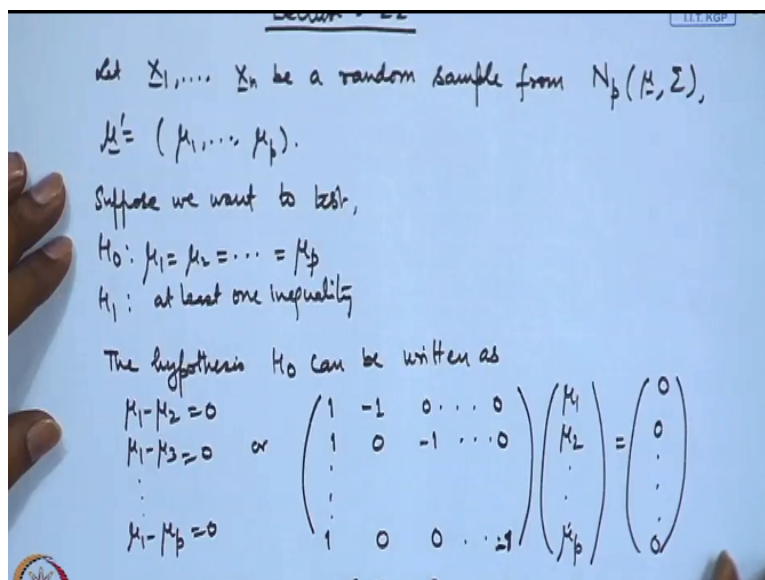 I.I.T. KGP
Let X̲₁, .... X̲ₙ be a random sample from Nₚ(μ̲, Σ),
μ̲' = (μ₁, .... μₚ).
Suppose we want to test,
H₀: μ₁ = μ₂ = ··· = μₚ
H₁: at least one inequality
The hypothesis H₀ can be written as
μ₁-μ₂ = 0 ( 1 -1 0 ··· 0 ) ( μ₁ ) ( 0 )
μ₁-μ₃ = 0 or ( 1 0 -1 ··· 0 ) ( μ₂ ) = ( 0 )
⋮ ( ⋮ ) ( ⋮ ) ( ⋮ )
μ₁-μₚ = 0 ( 1 0 0 ·· -1 ) ( μₚ ) ( 0 )